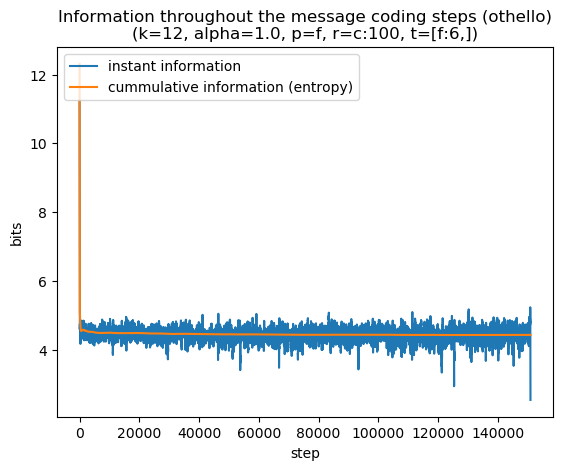 Information throughout the message coding steps (othello)
(k=12, alpha=1.0, p=f, r=c:100, t=[f:6,])
instant information
cummulative information (entropy)
12
10
8
6
4
bits
0 20000 40000 60000 80000 100000 120000 140000
step